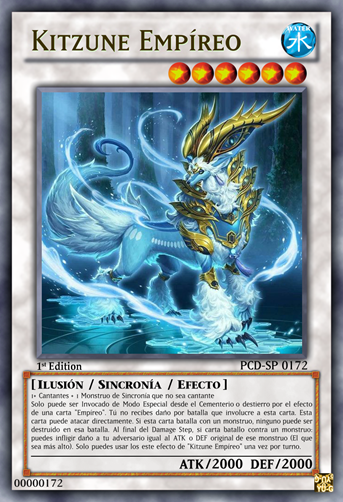 KITZUNE EMPÍREO
WATER
水
1st Edition
PCD-SP 0172
[ILUSIÓN / SINCRONÍA / EFECTO]
1+ Cantantes + 1 Monstruo de Sincronía que no sea cantante
Solo puede ser Invocado de Modo Especial desde el Cementerio o destierro por el efecto
de una carta "Empíreo". Tú no recibes daño por batalla que involucre a esta carta. Esta
carta puede atacar directamente. Si esta carta batalla con un monstruo, ninguno puede ser
destruido en esa batalla. Al final del Damage Step, si carta batallo contra un monstruo:
puedes infligir daño a tu adversario igual al ATK o DEF original de ese monstruo (El que
sea más alto). Solo puedes usar los este efecto de "Kitzune Empíreo" una vez por turno.
ATK/2000 DEF/2000
00000172